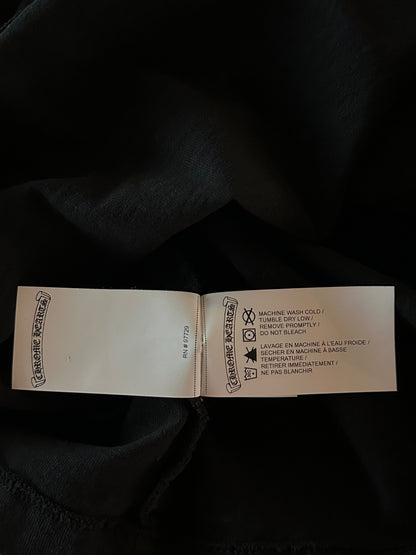 CHROME HEARTS
RN # 97729
CHROME HEARTS
MACHINE WASH COLD /
TUMBLE DRY LOW /
REMOVE PROMPTLY /
DO NOT BLEACH
LAVAGE EN MACHINE À L'EAU FROIDE /
SECHER EN MACHINE À BASSE
TEMPERATURE /
RETIRER IMMÉDIATEMENT /
NE PAS BLANCHIR